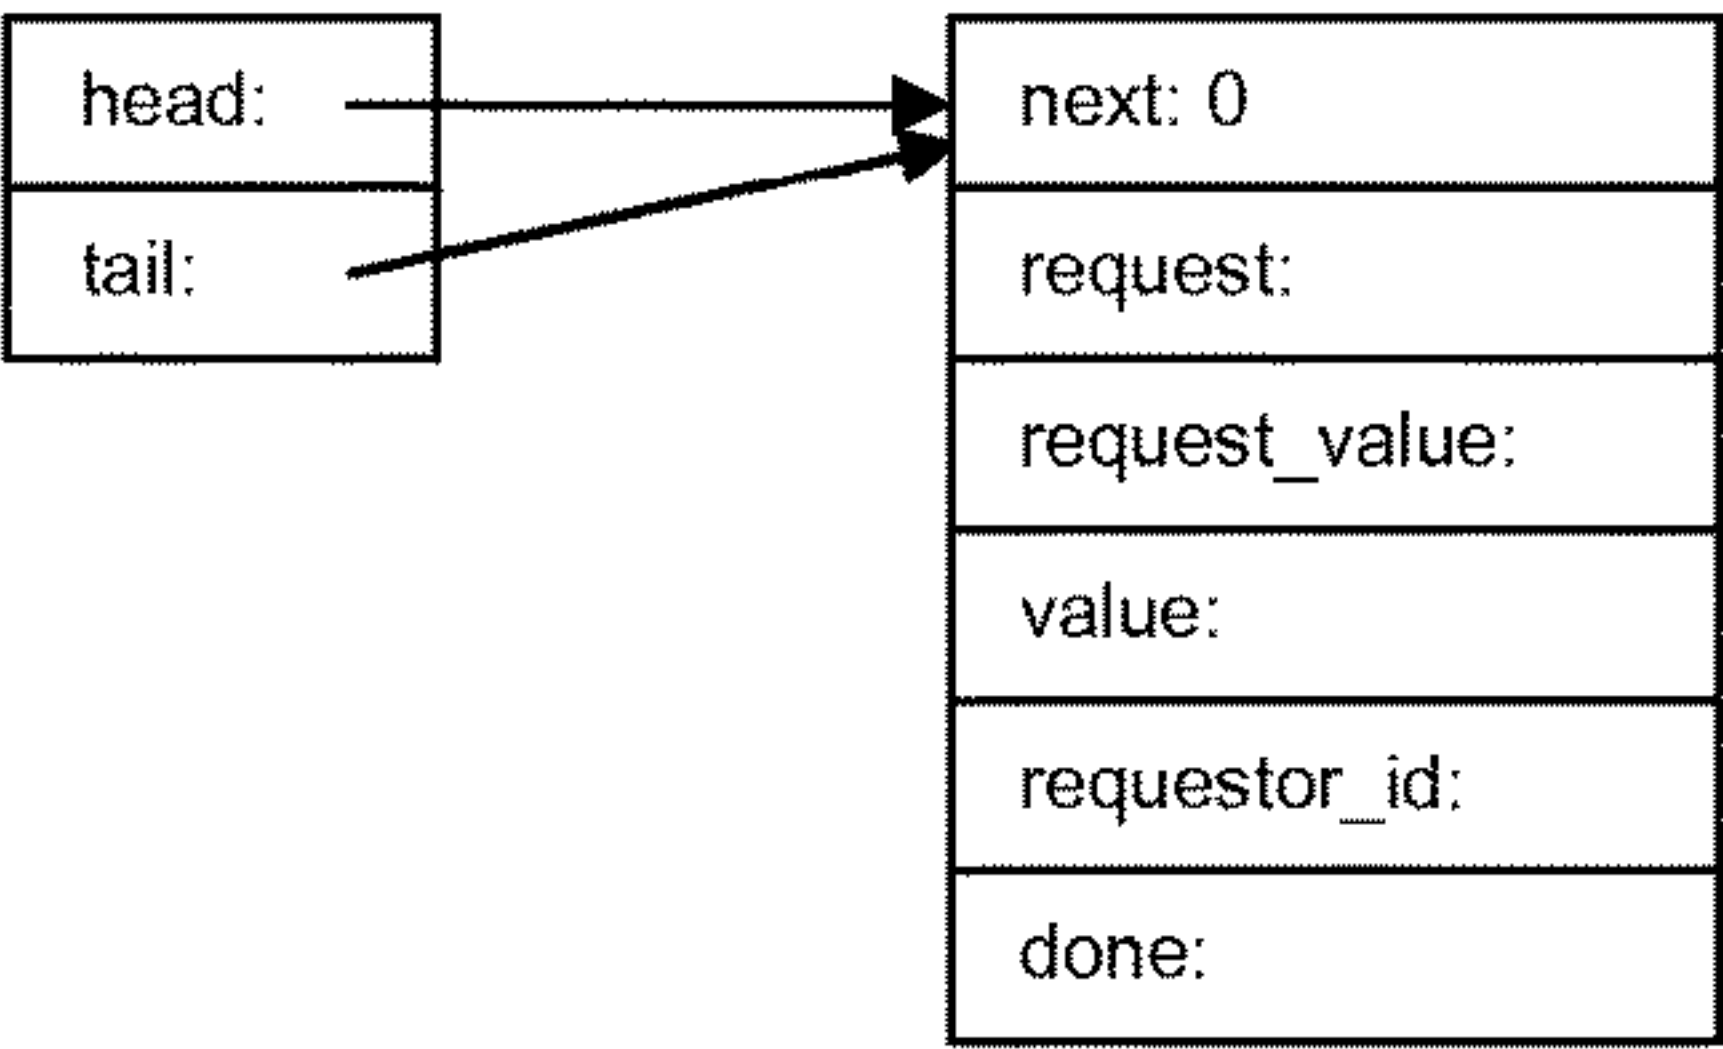 head:
tail:
next: 0
request:
request_value:
value:
requestor_id:
done: